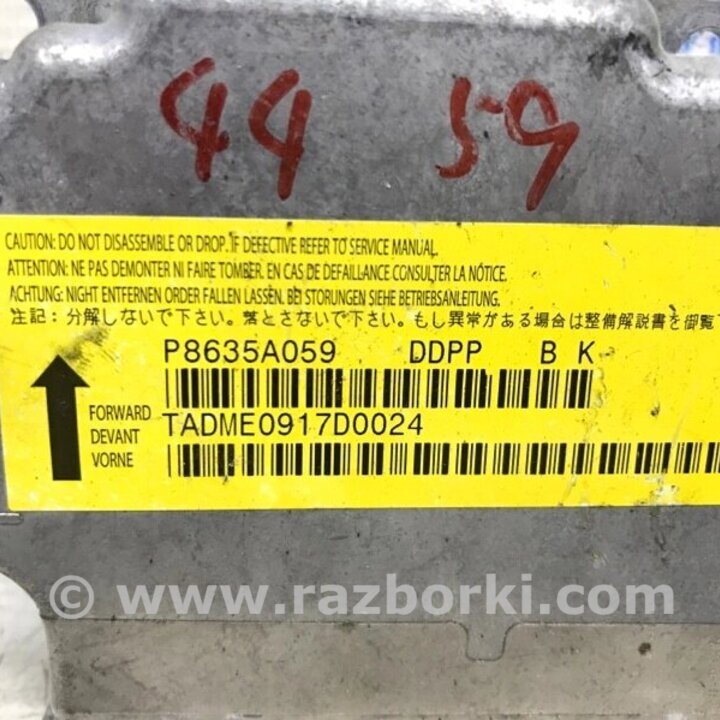 44 59
CAUTION: DO NOT DISASSEMBLE OR DROP. IF DEFECTIVE REFER TO SERVICE MANUAL.
ATTENTION: NE PAS DEMONTER NI FAIRE TOMBER. EN CAS DE DEFAILLANCE CONSULTER LA NÔTICE.
ACHTUNG: NIGHT ENTFERNEN ORDER FALLEN LASSEN. BEI STORUNGEN SIEHE BETRIEBSANLEITUNG.
注記：分解しないで下さい。落とさないで下さい。もし異常がある場合は整備解説書を御覧下
P8635A059 DDPP B K
FORWARD
DEVANT
VORNE
TADME0917D0024
© www.razborki.com